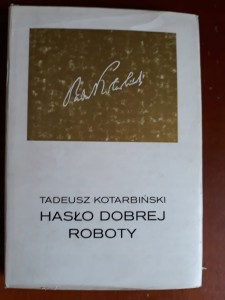 TADEUSZ KOTARBIŃSKI
HASŁO DOBREJ
ROBOTY